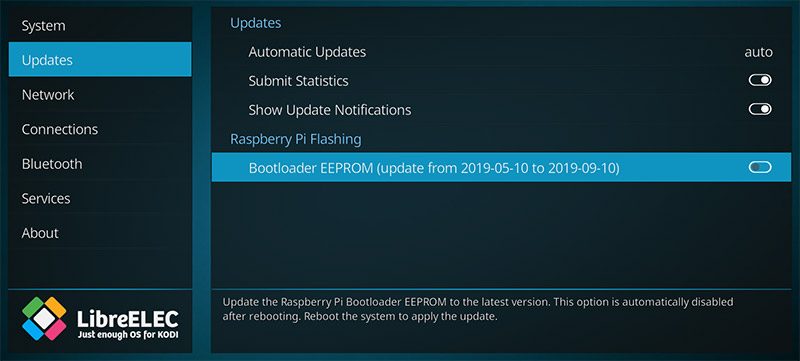 System
Updates
Network
Connections
Bluetooth
Services
About
LibreELEC
Just enough OS for KODI
Updates
Automatic Updates auto
Submit Statistics
Show Update Notifications
Raspberry Pi Flashing
Bootloader EEPROM (update from 2019-05-10 to 2019-09-10)
Update the Raspberry Pi Bootloader EEPROM to the latest version. This option is automatically disabled
after rebooting. Reboot the system to apply the update.